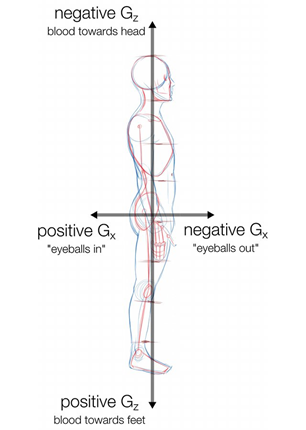 negative Gz
blood towards head
positive Gx
"eyeballs in"
negative Gx
"eyeballs out"
positive Gz
blood towards feet